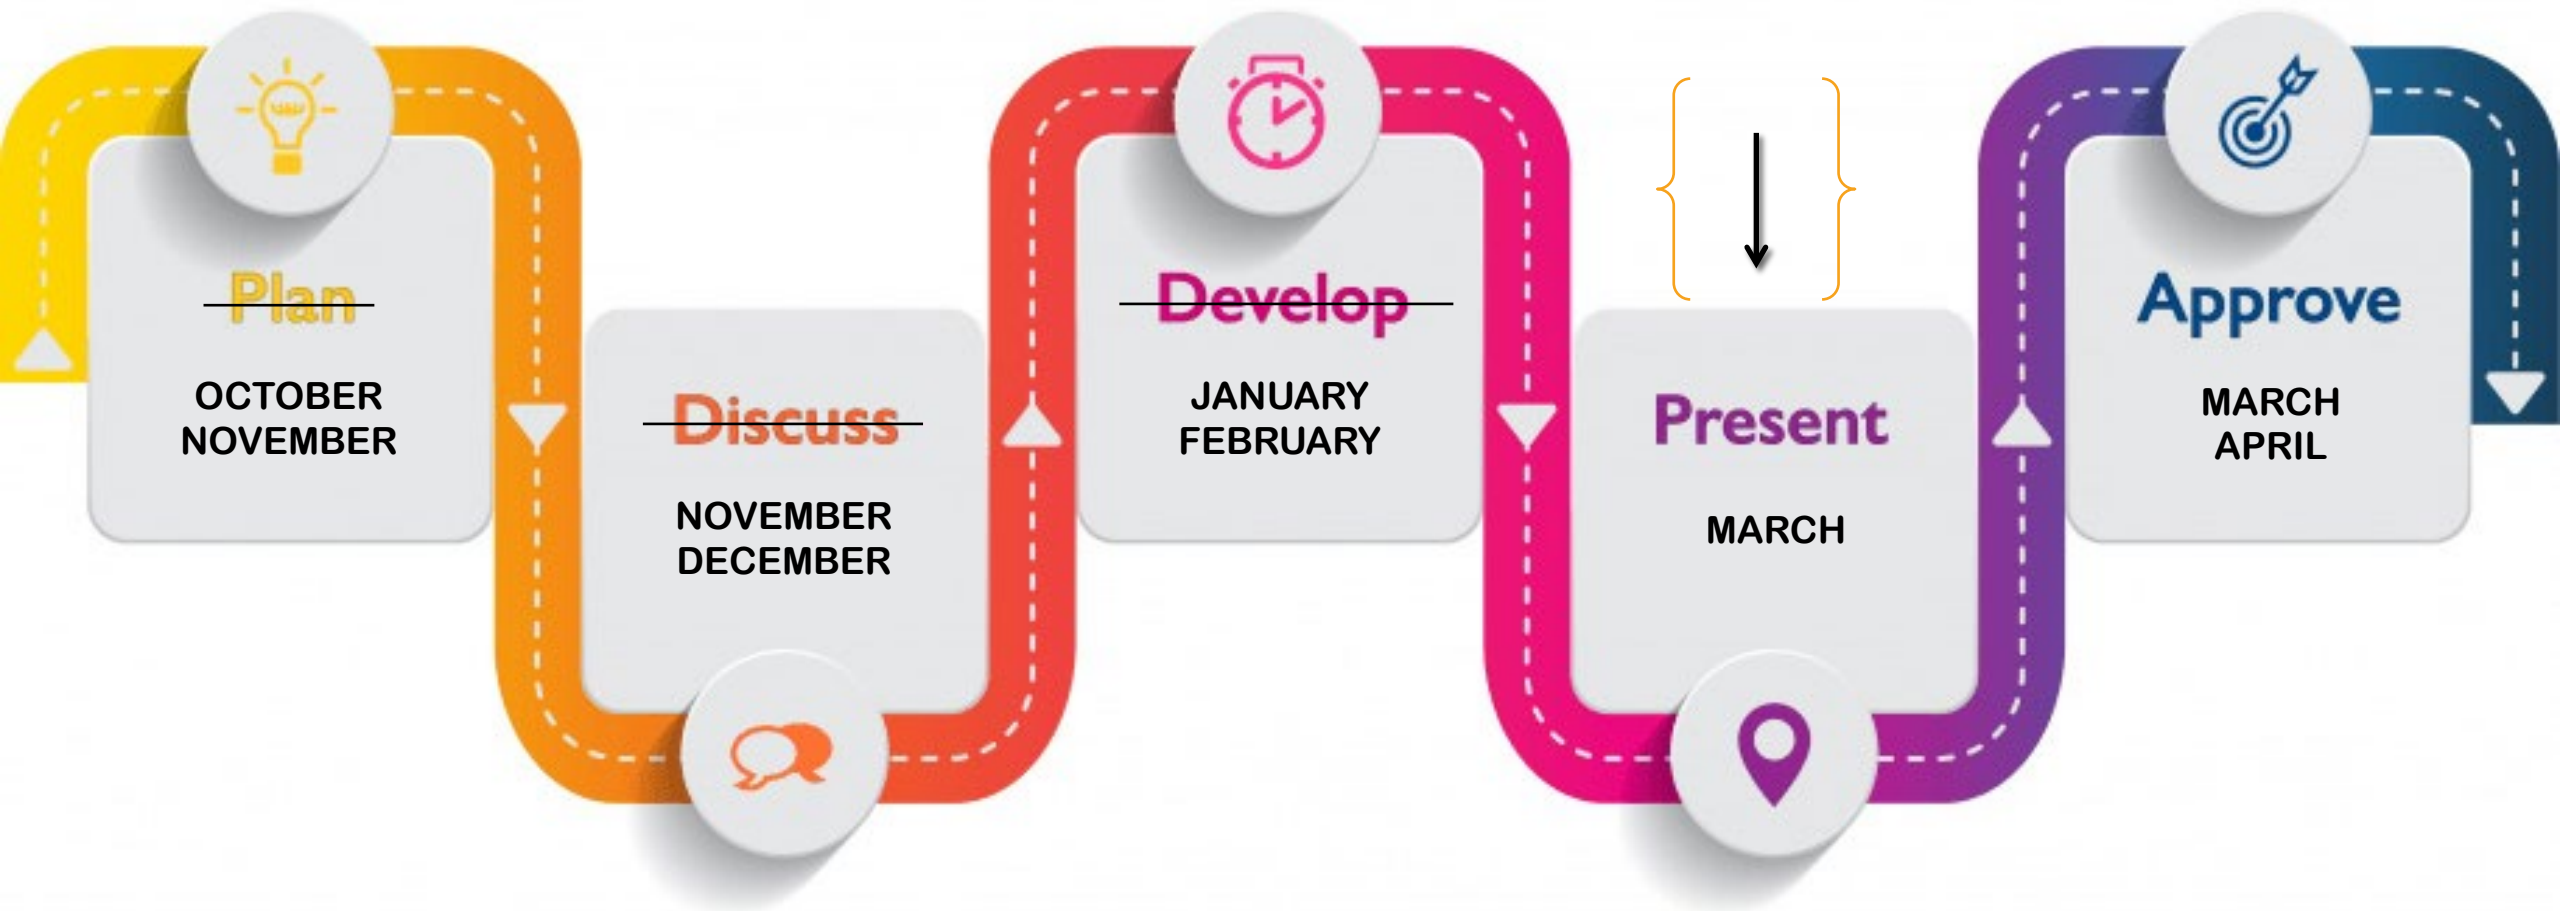 Plan
OCTOBER
NOVEMBER
Discuss
NOVEMBER
DECEMBER
Develop
JANUARY
FEBRUARY
Present
MARCH
Approve
MARCH
APRIL